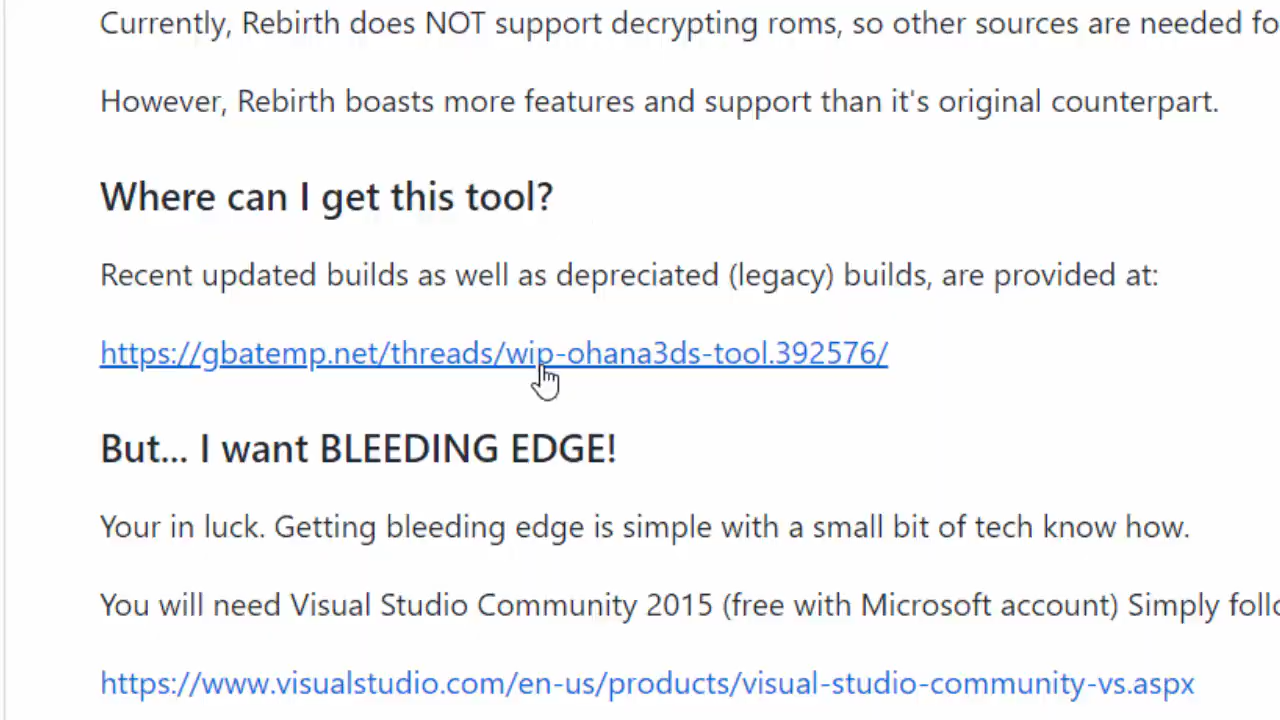 Currently, Rebirth does NOT support decrypting roms, so other sources are needed fo
However, Rebirth boasts more features and support than it's original counterpart.
Where can I get this tool?
Recent updated builds as well as depreciated (legacy) builds, are provided at:
https://gbatemp.net/threads/wip-ohana3ds-tool.392576/
But... I want BLEEDING EDGE!
Your in luck. Getting bleeding edge is simple with a small bit of tech know how.
You will need Visual Studio Community 2015 (free with Microsoft account) Simply follo
https://www.visualstudio.com/en-us/products/visual-studio-community-vs.aspx